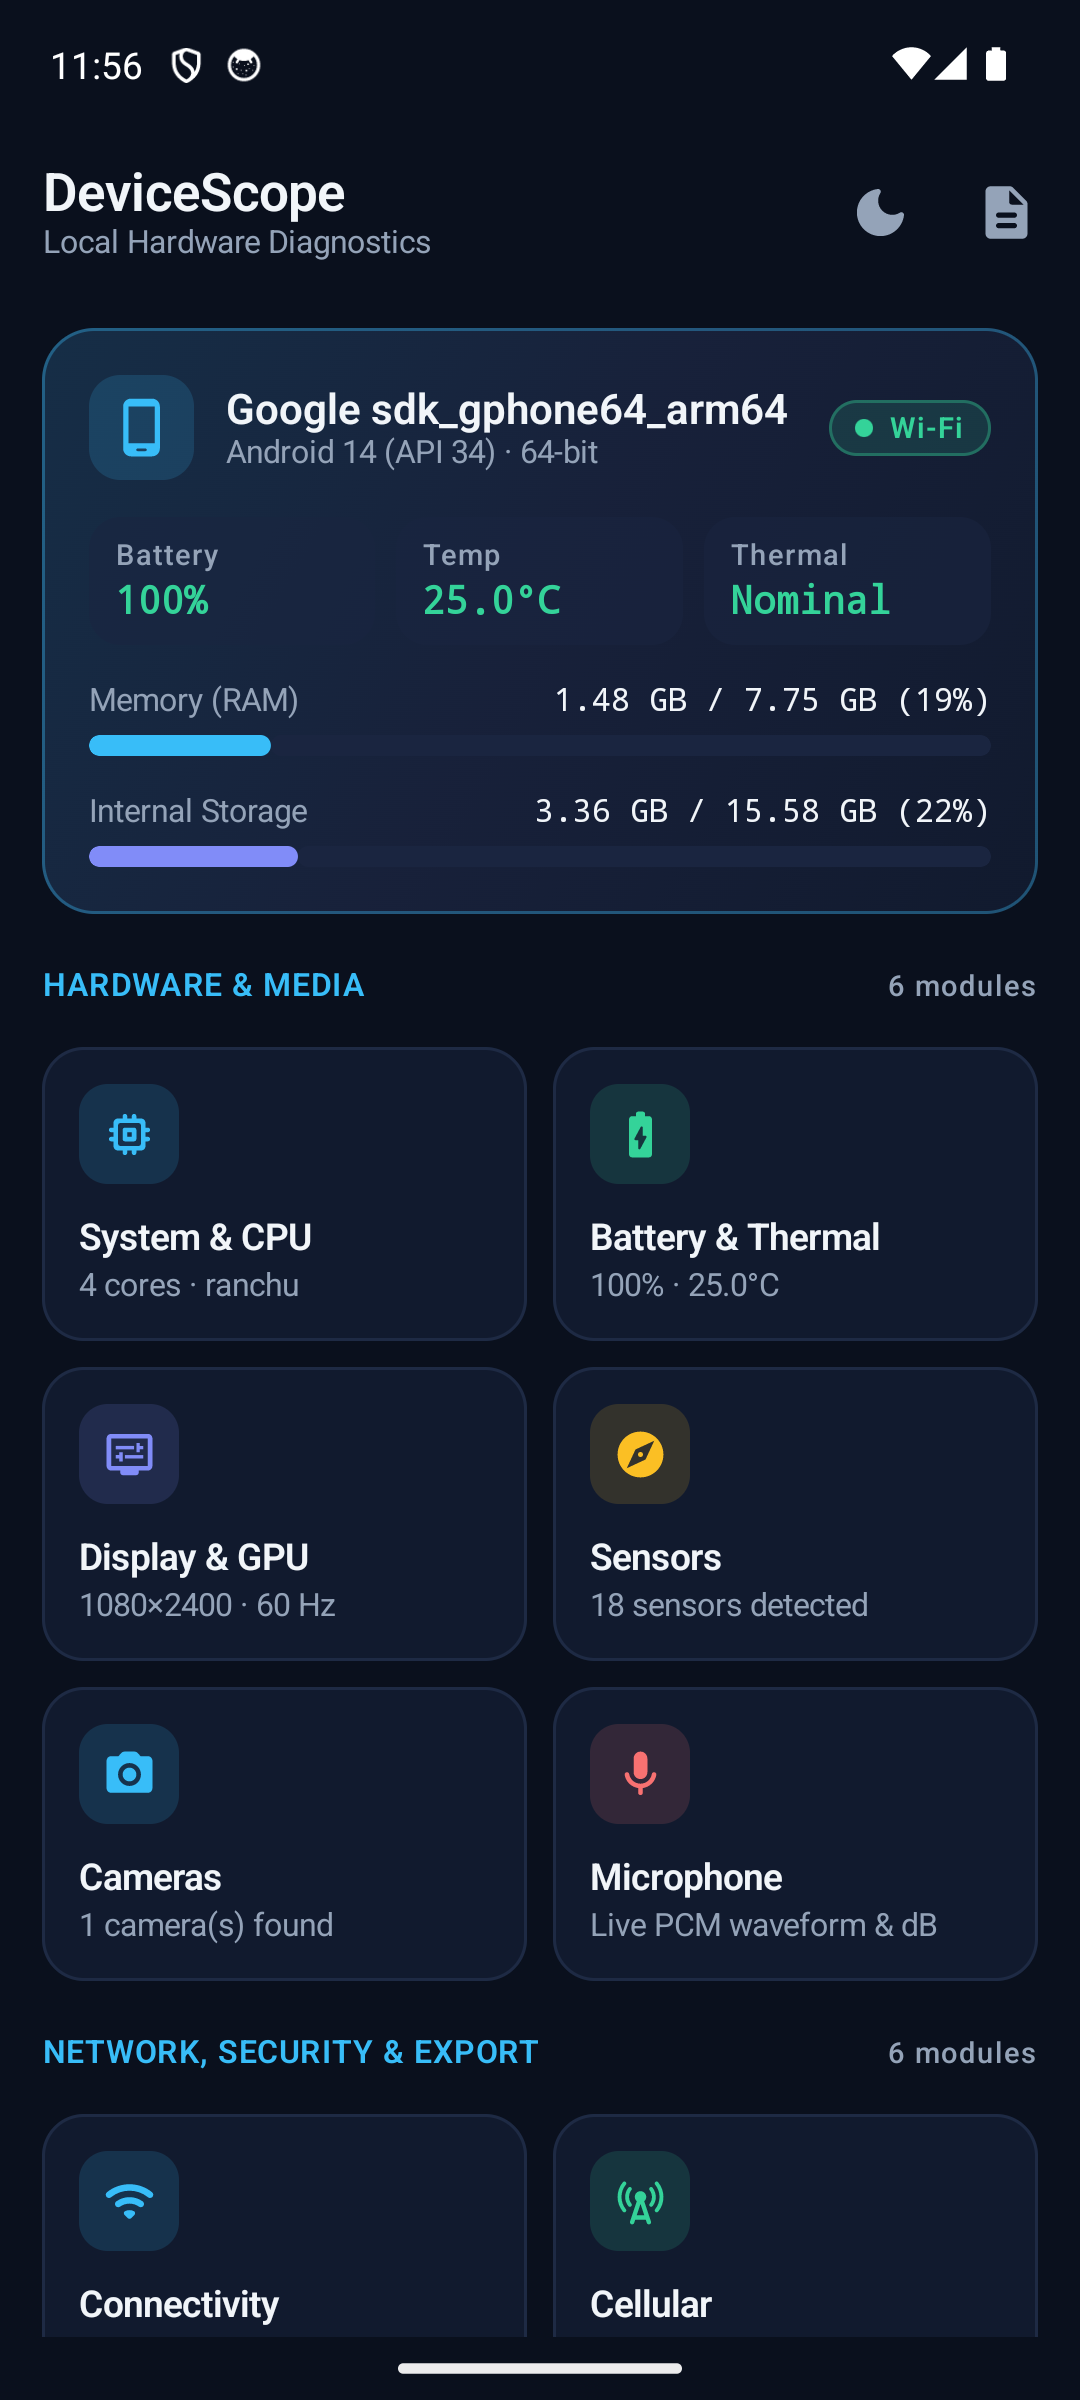 11:56
DeviceScope
Local Hardware Diagnostics
Google sdk_gphone64_arm64
Android 14 (API 34) · 64-bit
Wi-Fi
Battery
100%
Temp
25.0°C
Thermal
Nominal
Memory (RAM)
1.48 GB / 7.75 GB (19%)
Internal Storage
3.36 GB / 15.58 GB (22%)
HARDWARE & MEDIA
6 modules
System & CPU
4 cores · ranchu
Battery & Thermal
100% · 25.0°C
Display & GPU
1080×2400 · 60 Hz
Sensors
18 sensors detected
Cameras
1 camera(s) found
Microphone
Live PCM waveform & dB
NETWORK, SECURITY & EXPORT
6 modules
Connectivity
Cellular